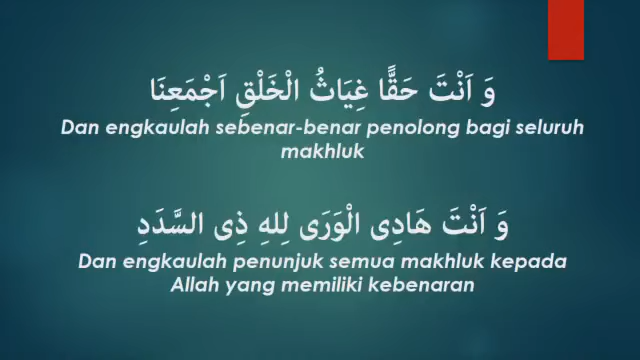 وَ اَنْتَ حَقًّا غِيَاثُ الْخَلْقِ اَجْمَعِنَا
Dan engkaulah sebenar-benar penolong bagi seluruh
makhluk
وَ اَنْتَ هَادِى الْوَرَى لِلهِ ذِى السَّدَدِ
Dan engkaulah penunjuk semua makhluk kepada
Allah yang memiliki kebenaran